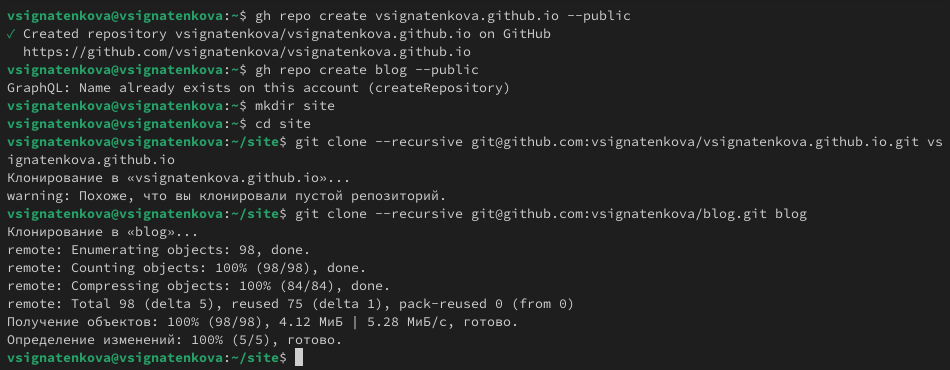 vsignatenkova@vsignatenkova:~$ gh repo create vsignatenkova.github.io --public
✓ Created repository vsignatenkova/vsignatenkova.github.io on GitHub
  https://github.com/vsignatenkova/vsignatenkova.github.io
vsignatenkova@vsignatenkova:~$ gh repo create blog --public
GraphQL: Name already exists on this account (createRepository)
vsignatenkova@vsignatenkova:~$ mkdir site
vsignatenkova@vsignatenkova:~$ cd site
vsignatenkova@vsignatenkova:~/site$ git clone --recursive git@github.com:vsignatenkova/vsignatenkova.github.io.git vs
ignatenkova.github.io
Клонирование в «vsignatenkova.github.io»...
warning: Похоже, что вы клонировали пустой репозиторий.
vsignatenkova@vsignatenkova:~/site$ git clone --recursive git@github.com:vsignatenkova/blog.git blog
Клонирование в «blog»...
remote: Enumerating objects: 98, done.
remote: Counting objects: 100% (98/98), done.
remote: Compressing objects: 100% (84/84), done.
remote: Total 98 (delta 5), reused 75 (delta 1), pack-reused 0 (from 0)
Получение объектов: 100% (98/98), 4.12 МиБ | 5.28 МиБ/с, готово.
Определение изменений: 100% (5/5), готово.
vsignatenkova@vsignatenkova:~/site$